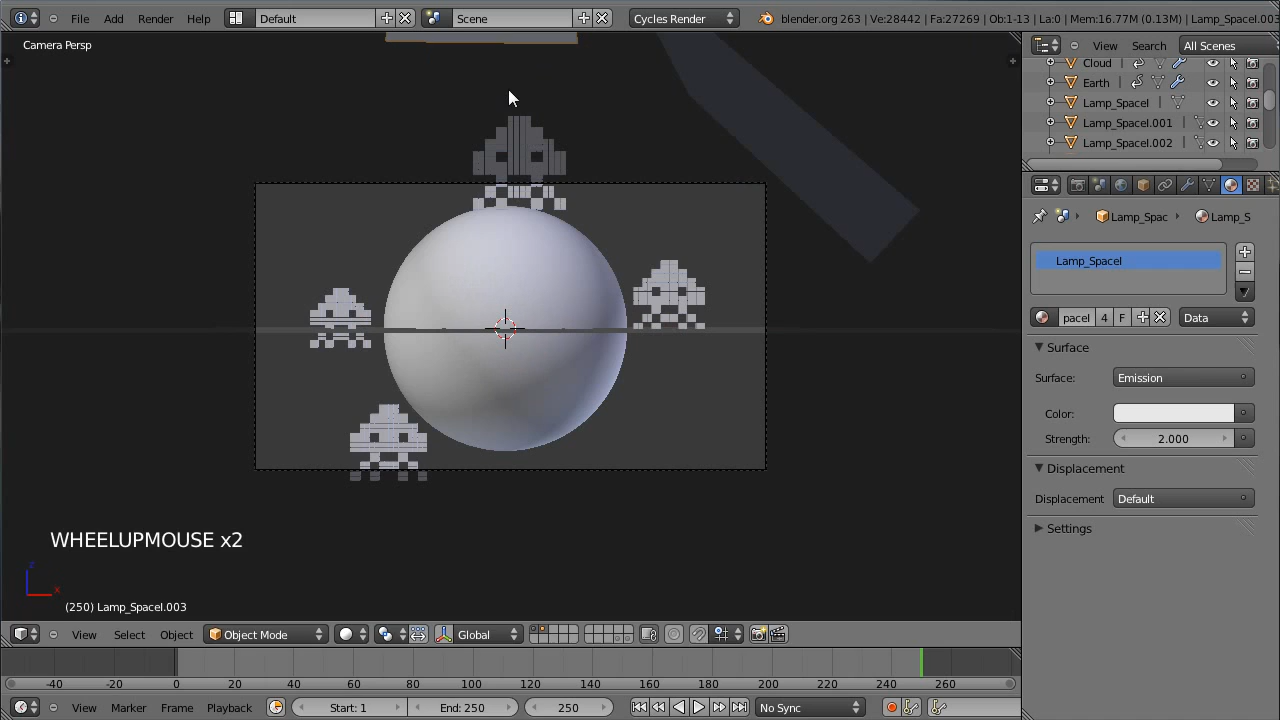 File Add Render Help Default Scene Cycles Render blender.org 263 | Ve:28442 | Fa:27269 | Ob:1-13 | La:0 | Mem:16.77M (0.13M) | Lamp_Spacel.003
Camera Persp
View Search All Scenes
Cloud
Earth
Lamp_Spacel
Lamp_Spacel.001
Lamp_Spacel.002
Lamp_Spac Lamp_S
Lamp_Spacel
pacel 4 F Data
Surface
Surface: Emission
Color:
Strength: 2.000
Displacement
Displacement Default
Settings
WHEELUPMOUSE x2
z
x
(250) Lamp_Spacel.003
View Select Object Object Mode Global
-40 -20 0 20 40 60 80 100 120 140 160 180 200 220 240 260
View Marker Frame Playback Start: 1 End: 250 250 No Sync